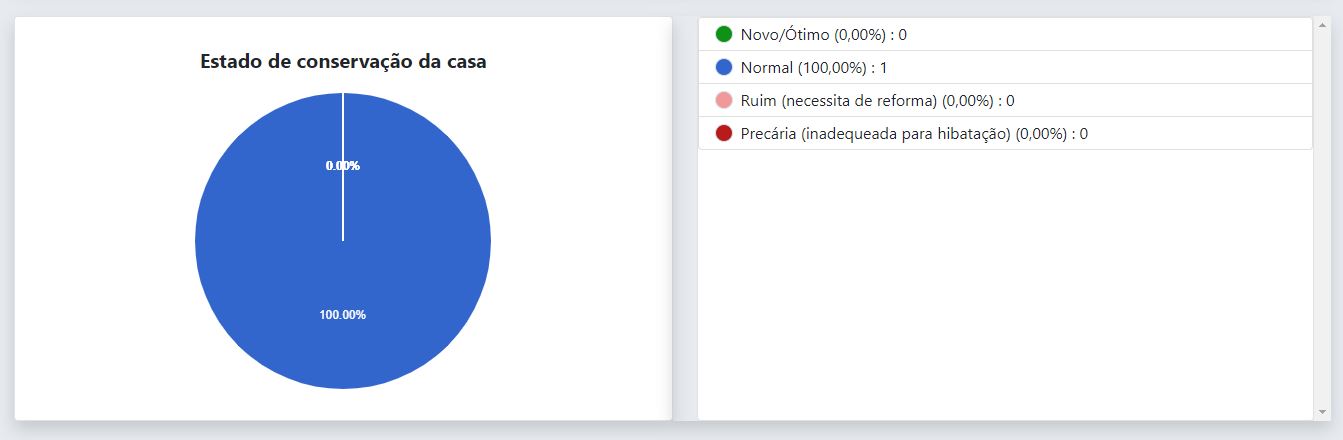 Estado de conservação da casa
0.00%
100.00%
Novo/Ótimo (0,00%) : 0
Normal (100,00%) : 1
Ruim (necessita de reforma) (0,00%) : 0
Precária (inadequeada para hibatação) (0,00%) : 0